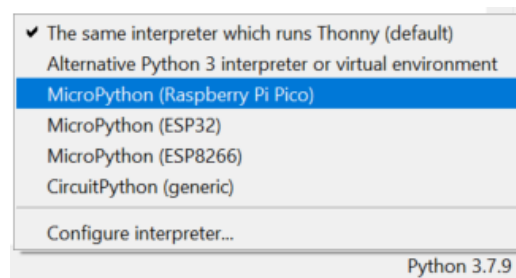 ✔ The same interpreter which runs Thonny (default)
Alternative Python 3 interpreter or virtual environment
MicroPython (Raspberry Pi Pico)
MicroPython (ESP32)
MicroPython (ESP8266)
CircuitPython (generic)
Configure interpreter...
Python 3.7.9